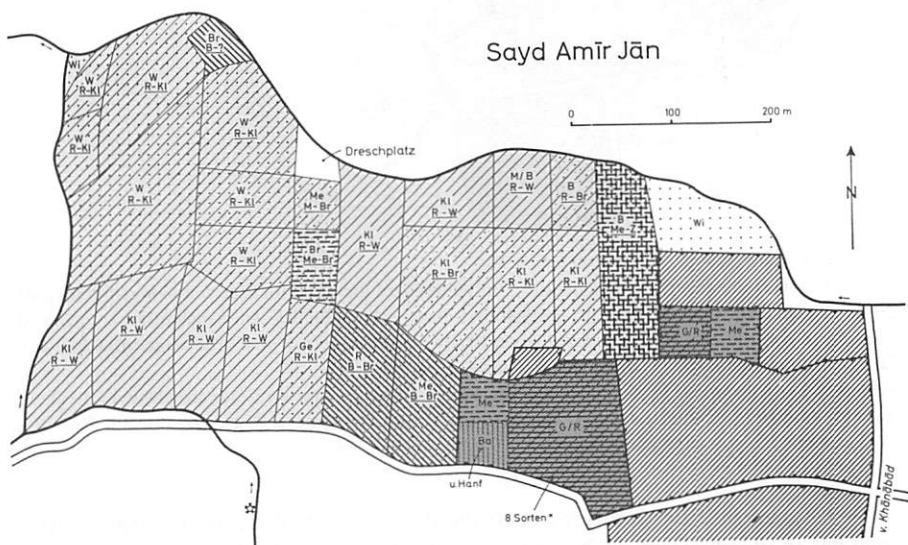 Sayd Amīr Jān
0 100 200 m
N
Dreschplatz
Br
B-?
Wi
W
R-Kl
W
R-Kl
W
R-Kl
W
R-Kl
W
R-Kl
W
R-Kl
W
R-Kl
Me
M-Br
Br
Me-Br
Kl
R-W
Kl
R-W
M/B
R-W
B
R-Br
B
Me-Z
Wi
Kl
R-Br
Kl
R-Kl
Kl
R-Kl
G/R
Me
Kl
R-W
Kl
R-W
Kl
R-W
Kl
R-W
Ge
R-Kl
R
B-Br
Me
B-Br
Me
Ba
G/R
u.Hanf
8 Sorten*
v. Khānābād